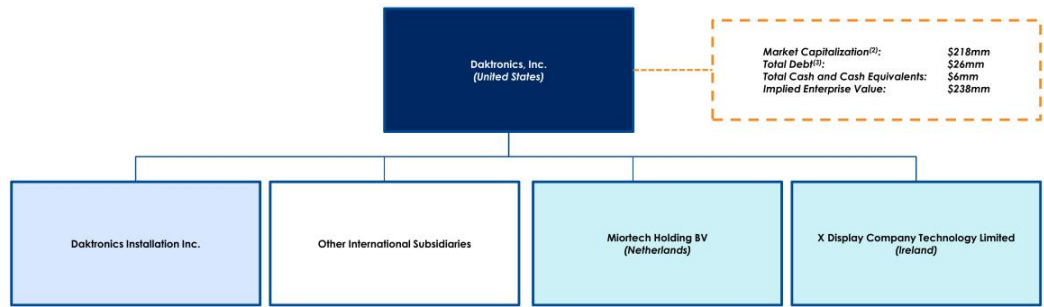 Daktronics, Inc.
(United States)
Market Capitalization(2): $218mm
Total Debt(3): $26mm
Total Cash and Cash Equivalents: $6mm
Implied Enterprise Value: $238mm
Daktronics Installation Inc.
Other International Subsidiaries
Miortech Holding BV
(Netherlands)
X Display Company Technology Limited
(Ireland)